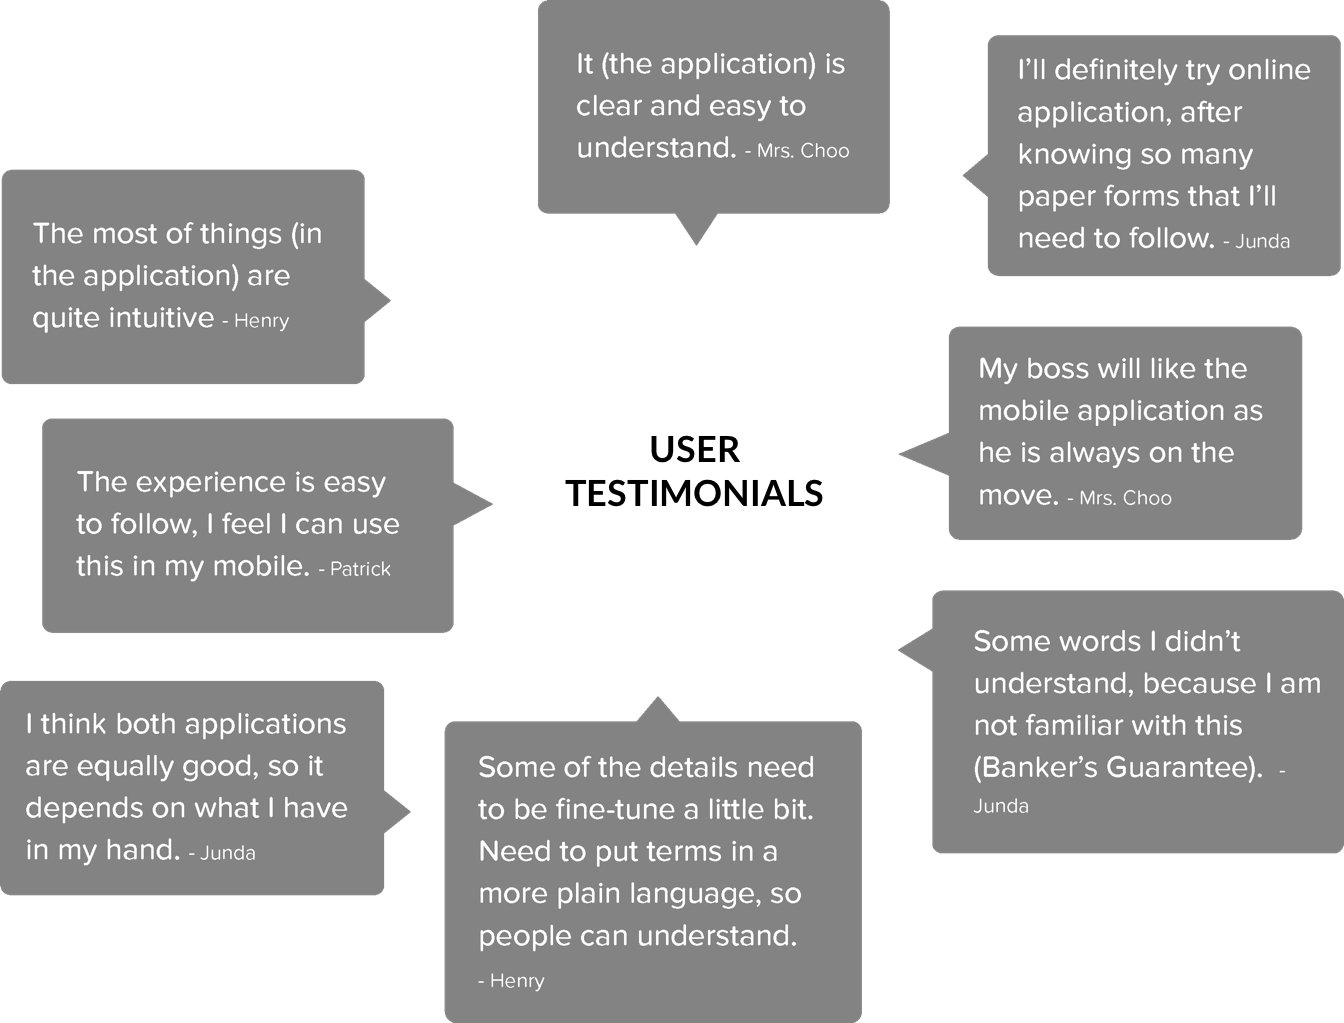 It (the application) is
clear and easy to
understand. - Mrs. Choo
I’ll definitely try online
application, after
knowing so many
paper forms that I’ll
need to follow. - Junda
The most of things (in
the application) are
quite intuitive - Henry
My boss will like the
mobile application as
he is always on the
move. - Mrs. Choo
USER
TESTIMONIALS
The experience is easy
to follow, I feel I can use
this in my mobile. - Patrick
Some words I didn’t
understand, because I am
not familiar with this
(Banker’s Guarantee). -
Junda
I think both applications
are equally good, so it
depends on what I have
in my hand. - Junda
Some of the details need
to be fine-tune a little bit.
Need to put terms in a
more plain language, so
people can understand.
- Henry